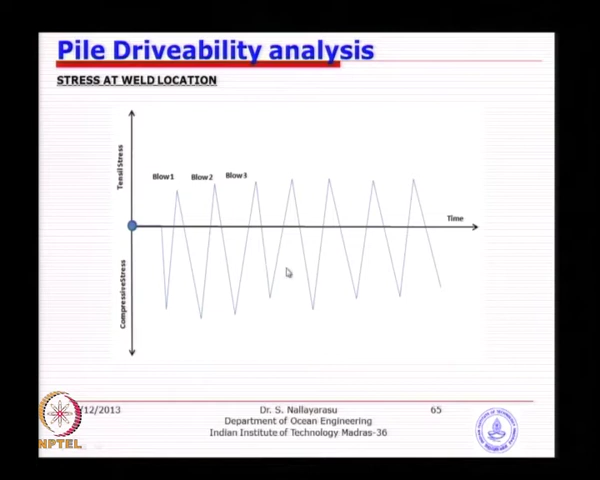 Pile Driveability analysis
STRESS AT WELD LOCATION
Tensil Stress
Blow 1
Blow 2
Blow 3
Time
Compressive Stress
/12/2013
Dr. S. Nallayarasu
Department of Ocean Engineering
Indian Institute of Technology Madras-36
65
NPTEL